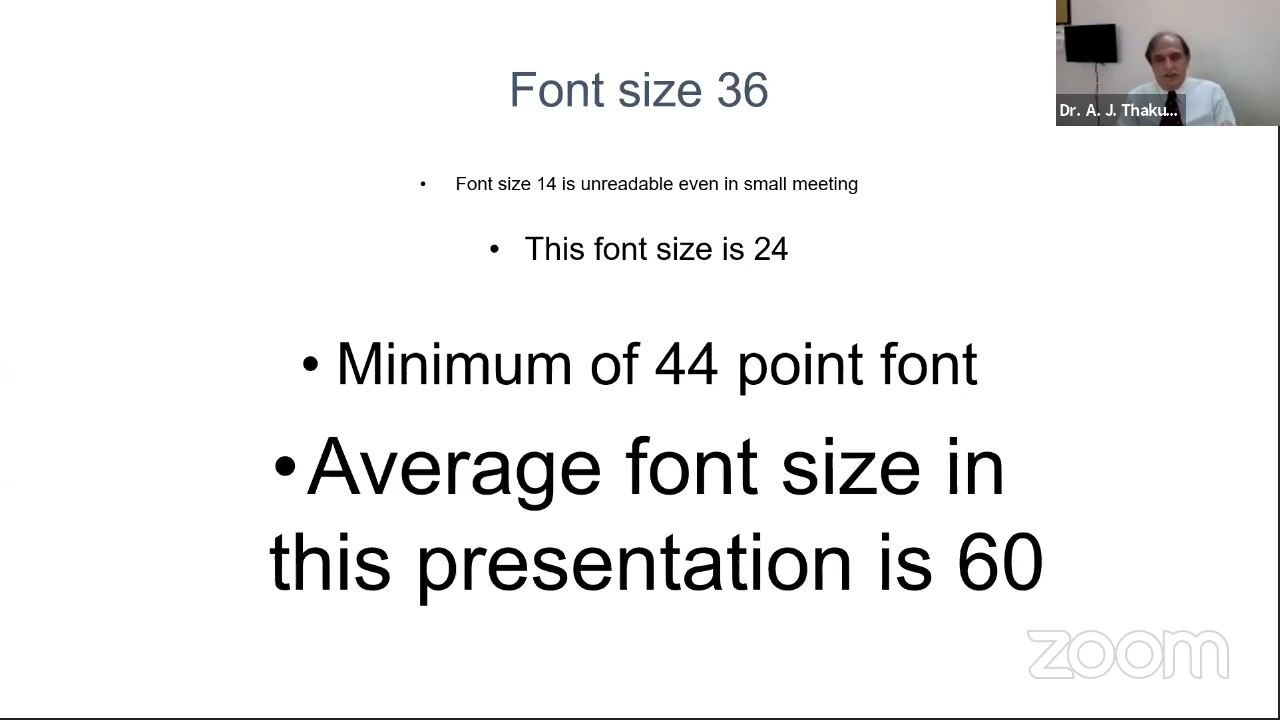 Font size 36
• Font size 14 is unreadable even in small meeting
• This font size is 24
• Minimum of 44 point font
• Average font size in
this presentation is 60
Dr. A. J. Thaku...
zoom